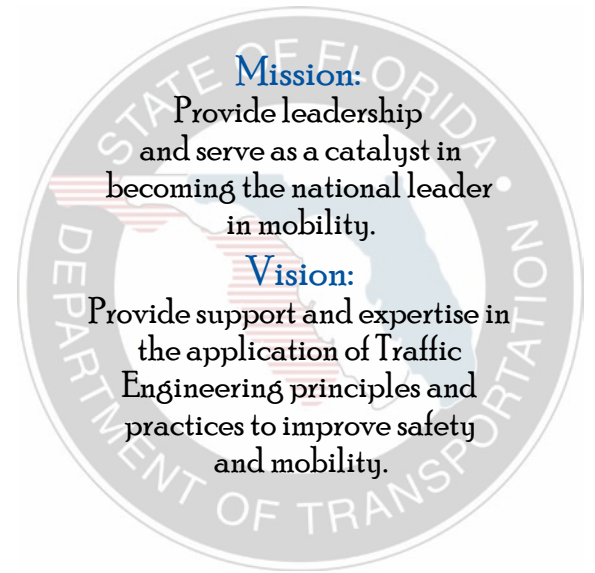 STATE OF FLORIDA
Mission:
Provide leadership
and serve as a catalyst in
becoming the national leader
in mobility.
Vision:
Provide support and expertise in
the application of Traffic
Engineering principles and
practices to improve safety
and mobility.
DEPARTMENT OF TRANSPORTATION